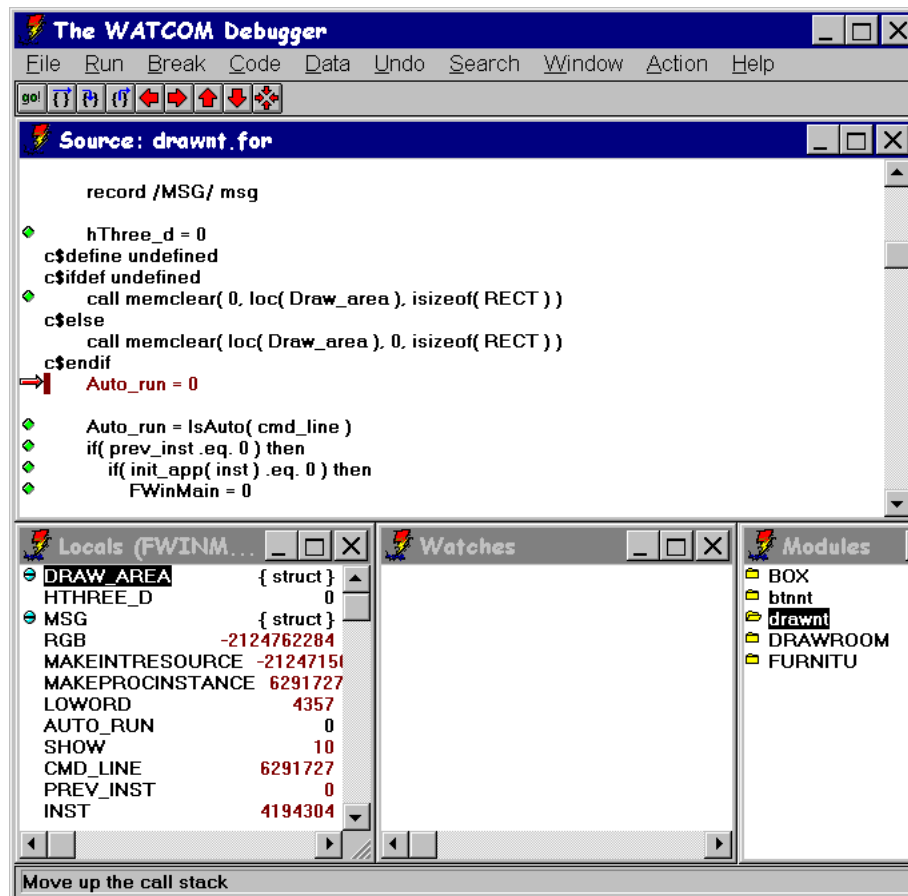 The WATCOM Debugger
File Run Break Code Data Undo Search Window Action Help
go!
Source: drawnt.for
record /MSG/ msg
hThree_d = 0
c$define undefined
c$ifdef undefined
call memclear( 0, loc( Draw_area ), isizeof( RECT ) )
c$else
call memclear( loc( Draw_area ), 0, isizeof( RECT ) )
c$endif
Auto_run = 0
Auto_run = IsAuto( cmd_line )
if( prev_inst .eq. 0 ) then
if( init_app( inst ) .eq. 0 ) then
FWinMain = 0
Locals (FWINM...
DRAW_AREA { struct }
HTHREE_D 0
MSG { struct }
RGB -2124762284
MAKEINTRESOURCE -2124715
MAKEPROCINSTANCE 6291727
LOWORD 4357
AUTO_RUN 0
SHOW 10
CMD_LINE 6291727
PREV_INST 0
INST 4194304
Watches
Modules
BOX
btnnt
drawnt
DRAWROOM
FURNITU
Move up the call stack